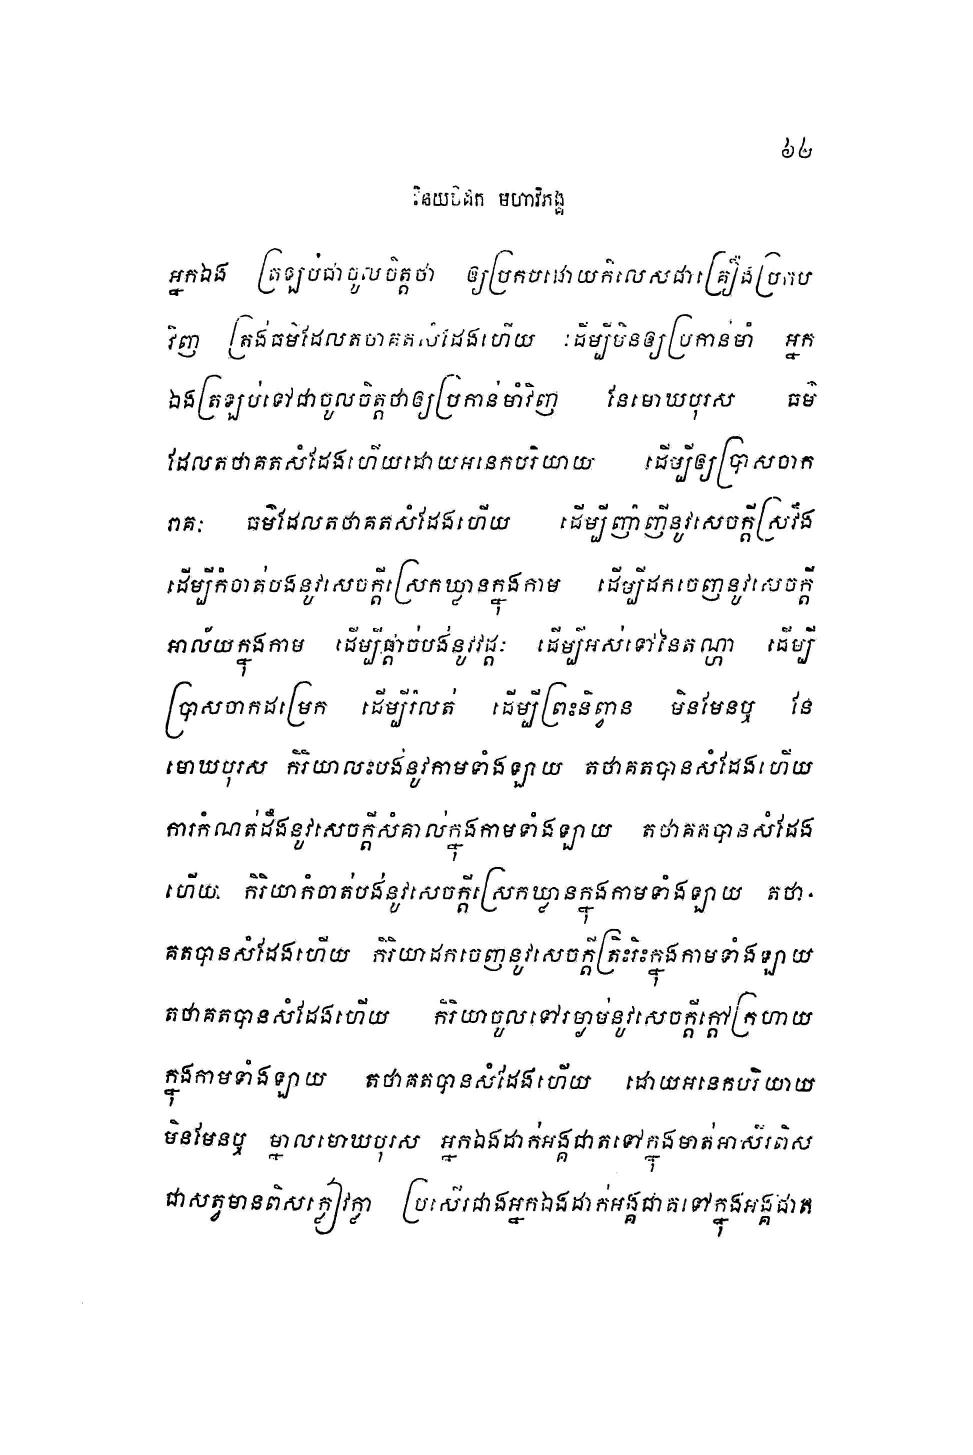 ៦២
វិនយបិដក មហាវិភង្គ
អ្នកឯង ត្រឡប់ជាចូលចិត្តថា ឲ្យប្រកបដោយកិលេសជាគ្រឿងប្រកប
វិញ ត្រង់ធម៌ដែលតថាគតសំដែងហើយ ដើម្បីមិនឲ្យប្រកាន់មាំ អ្នក
ឯងត្រឡប់ទៅជាចូលចិត្តថាឲ្យប្រកាន់មាំវិញ នែមោឃបុរស ធម៌
ដែលតថាគតសំដែងហើយដោយអនេកបរិយាយ ដើម្បីឲ្យប្រាសចាក
រាគៈ ធម៌ដែលតថាគតសំដែងហើយ ដើម្បីញាំញីនូវសេចក្តីស្រវឹង
ដើម្បីកំចាត់បងនូវសេចក្តីស្រេកឃ្លានក្នុងកាម ដើម្បីដកចេញនូវសេចក្តី
អាល័យក្នុងកាម ដើម្បីផ្តាច់បង់នូវវដ្តៈ ដើម្បីអស់ទៅនៃតណ្ហា ដើម្បី
ប្រាសចាកដម្រេក ដើម្បីរំលត់ ដើម្បីព្រះនិព្វាន មិនមែនឬ នែ
មោឃបុរស កិរិយាលះបង់នូវកាមទាំងឡាយ តថាគតបានសំដែងហើយ
ការកំណត់ដឹងនូវសេចក្តីសំគាល់ក្នុងកាមទាំងឡាយ តថាគតបានសំដែង
ហើយ កិរិយាកំចាត់បង់នូវសេចក្តីស្រេកឃ្លានក្នុងកាមទាំងឡាយ តថា-
គតបានសំដែងហើយ កិរិយាដកចេញនូវសេចក្តីត្រិះរិះក្នុងកាមទាំងឡាយ
តថាគតបានសំដែងហើយ កិរិយាចូលទៅរម្ងាប់នូវសេចក្តីក្តៅក្រហាយ
ក្នុងកាមទាំងឡាយ តថាគតបានសំដែងហើយ ដោយអនេកបរិយាយ
មិនមែនឬ ម្នាលមោឃបុរស អ្នកឯងដាក់អង្គជាតទៅក្នុងមាត់អាសីរពិស
ជាសត្វមានពិសក្លៀវក្លា ប្រសើរជាងអ្នកឯងដាក់អង្គជាតទៅក្នុងអង្គជាត